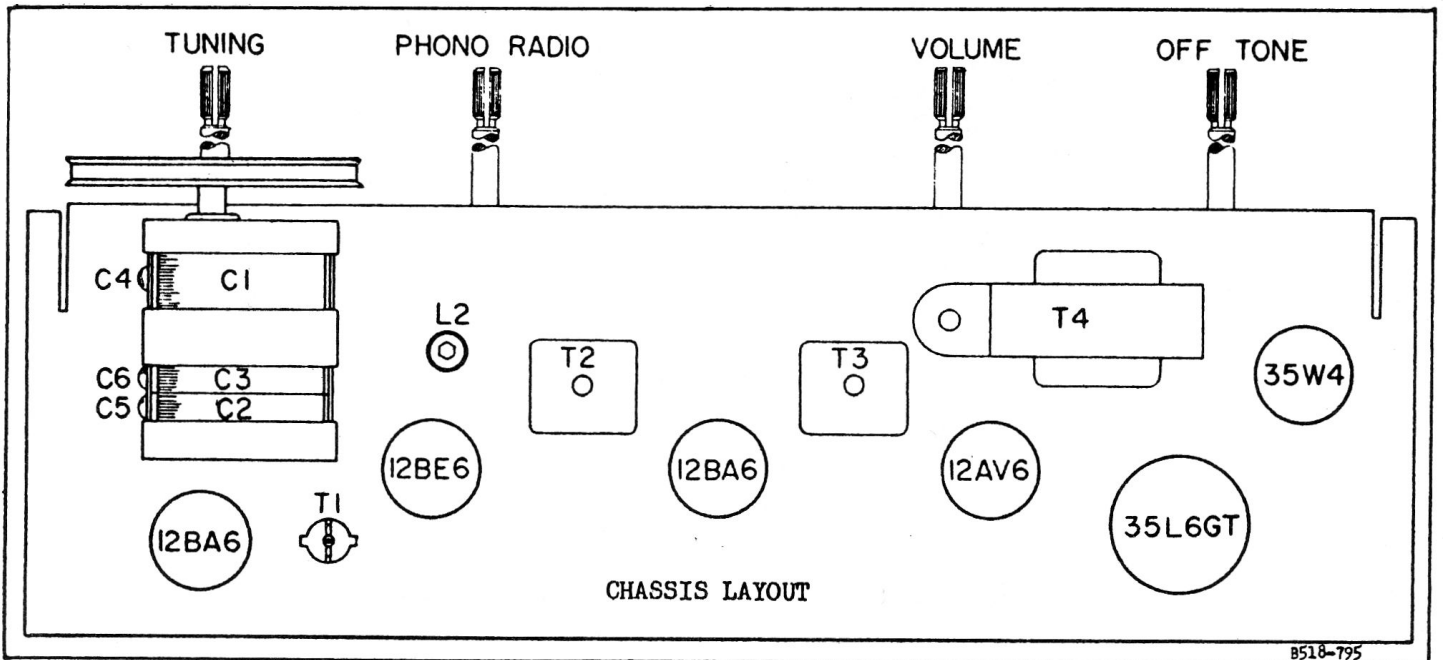 TUNING
PHONO RADIO
VOLUME
OFF TONE
C4
C1
L2
T4
T2
T3
C6
C3
35W4
C5
C2
12BE6
12BA6
12AV6
T1
35L6GT
12BA6
CHASSIS LAYOUT
B518-795